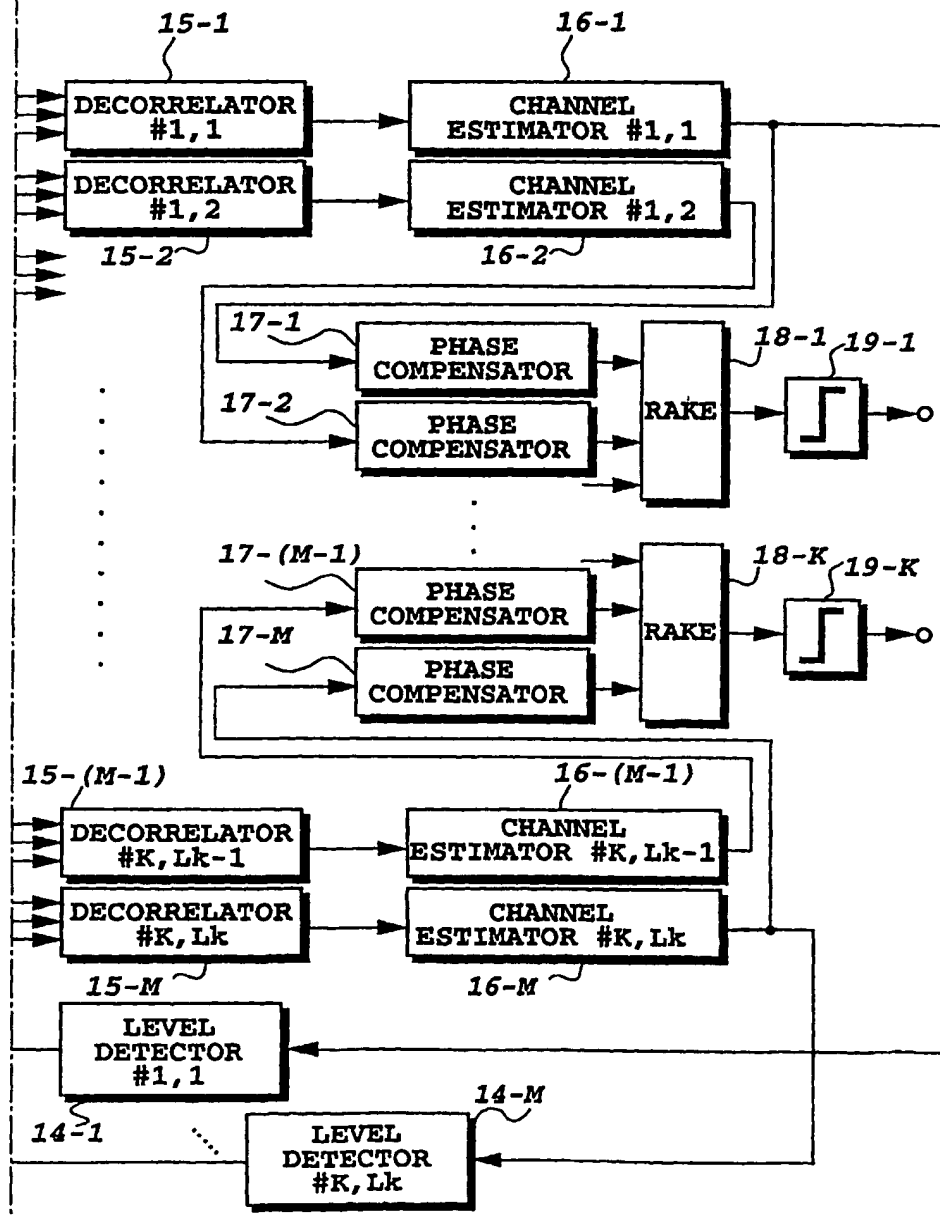 15-1
16-1
DECORRELATOR
#1,1
CHANNEL
ESTIMATOR #1,1
DECORRELATOR
#1,2
CHANNEL
ESTIMATOR #1,2
15-2
16-2
17-1
PHASE
COMPENSATOR
18-1
19-1
17-2
PHASE
COMPENSATOR
RAKE
17-(M-1)
PHASE
COMPENSATOR
18-K
19-K
17-M
PHASE
COMPENSATOR
RAKE
15-(M-1)
16-(M-1)
DECORRELATOR
#K,Lk-1
CHANNEL
ESTIMATOR #K,Lk-1
DECORRELATOR
#K,Lk
CHANNEL
ESTIMATOR #K,Lk
15-M
16-M
LEVEL
DETECTOR
#1,1
14-1
14-M
LEVEL
DETECTOR
#K,Lk